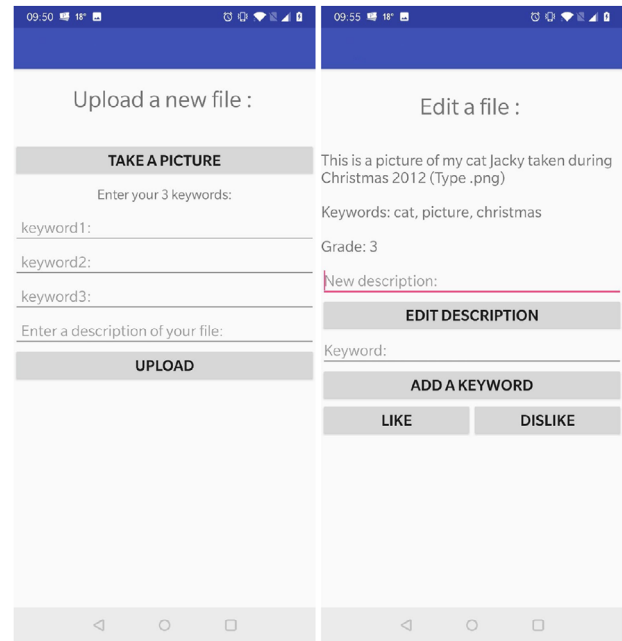 09:50 18°
Upload a new file :
TAKE A PICTURE
Enter your 3 keywords:
keyword1:
keyword2:
keyword3:
Enter a description of your file:
UPLOAD
09:55 18°
Edit a file :
This is a picture of my cat Jacky taken during
Christmas 2012 (Type .png)
Keywords: cat, picture, christmas
Grade: 3
New description:
EDIT DESCRIPTION
Keyword:
ADD A KEYWORD
LIKE DISLIKE